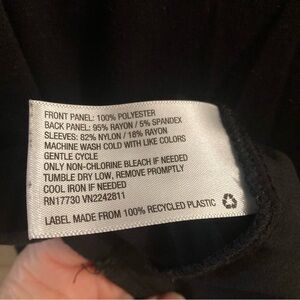 FRONT PANEL: 100% POLYESTER
BACK PANEL: 95% RAYON / 5% SPANDEX
SLEEVES: 82% NYLON / 18% RAYON
MACHINE WASH COLD WITH LIKE COLORS
GENTLE CYCLE
ONLY NON-CHLORINE BLEACH IF NEEDED
TUMBLE DRY LOW, REMOVE PROMPTLY
COOL IRON IF NEEDED
RN17730 VN2242811
LABEL MADE FROM 100% RECYCLED PLASTIC